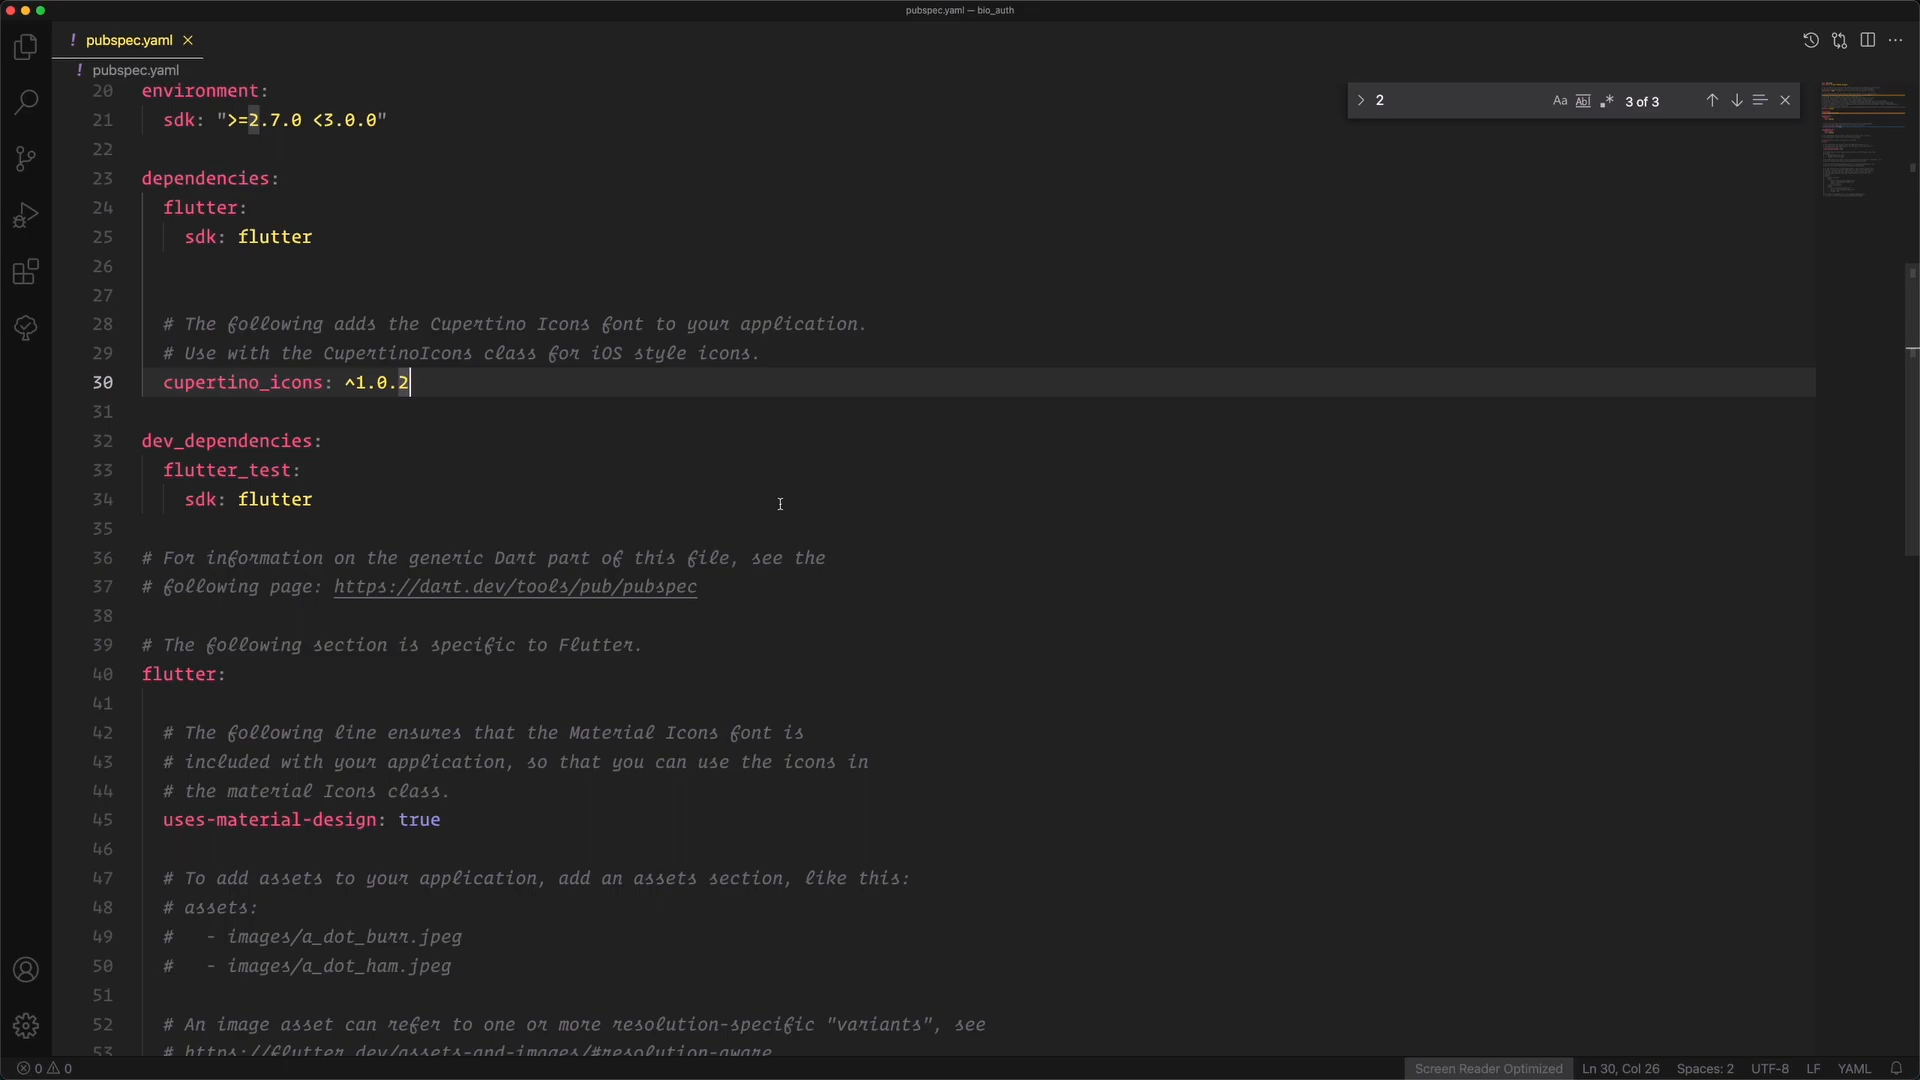 pubspec.yaml — bio_auth
! pubspec.yaml
! pubspec.yaml
2
Aa
Abl
3 of 3
20 environment:
21 sdk: ">=2.7.0 <3.0.0"
22
23 dependencies:
24 flutter:
25 sdk: flutter
26
27
28 # The following adds the Cupertino Icons font to your application.
29 # Use with the CupertinoIcons class for iOS style icons.
30 cupertino_icons: ^1.0.2
31
32 dev_dependencies:
33 flutter_test:
34 sdk: flutter
35
36 # For information on the generic Dart part of this file, see the
37 # following page: https://dart.dev/tools/pub/pubspec
38
39 # The following section is specific to Flutter.
40 flutter:
41
42 # The following line ensures that the Material Icons font is
43 # included with your application, so that you can use the icons in
44 # the material Icons class.
45 uses-material-design: true
46
47 # To add assets to your application, add an assets section, like this:
48 # assets:
49 # - images/a_dot_burr.jpeg
50 # - images/a_dot_ham.jpeg
51
52 # An image asset can refer to one or more resolution-specific "variants", see
53 # https://flutter.dev/assets-and-images/#resolution-aware
0 0
Screen Reader Optimized
Ln 30, Col 26
Spaces: 2
UTF-8
LF
YAML